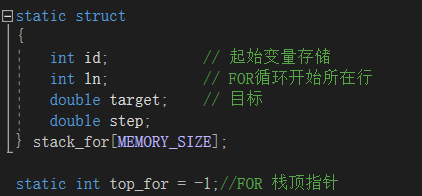 static struct
{
int id; // 起始变量存储
int ln; // FOR循环开始所在行
double target; // 目标
double step;
} stack_for[MEMORY_SIZE];
static int top_for = -1;//FOR 栈顶指针